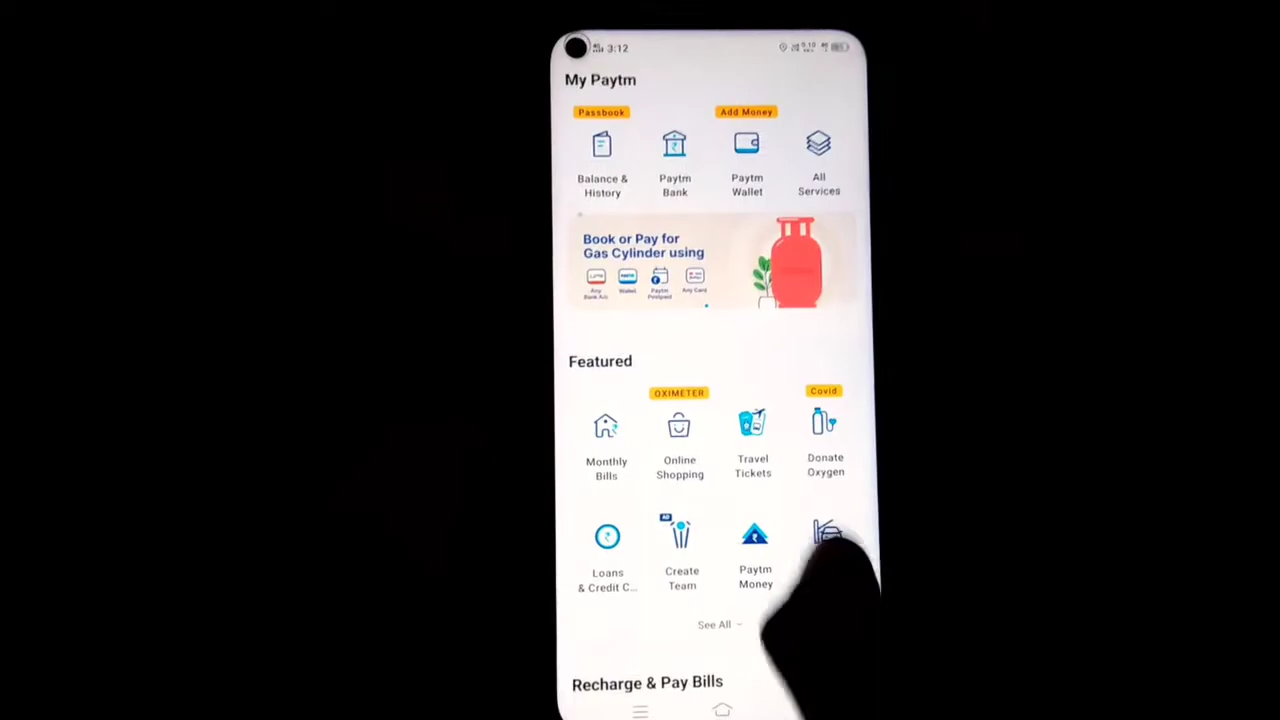 3:12
My Paytm
Passbook
Add Money
Balance &
History
Paytm
Bank
Paytm
Wallet
All
Services
Book or Pay for
Gas Cylinder using
Any
Bank A/c
Wallet
Paytm
Postpaid
Any Card
Featured
OXIMETER
Covid
Monthly
Bills
Online
Shopping
Travel
Tickets
Donate
Oxygen
AD
Loans
& Credit C...
Create
Team
Paytm
Money
See All
Recharge & Pay Bills